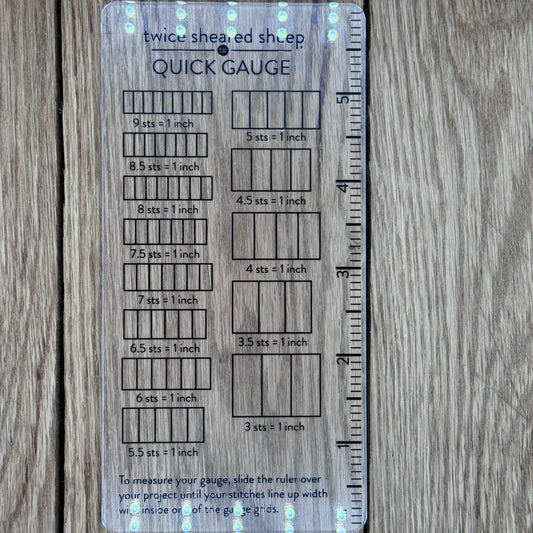 twice sheared sheep
QUICK GAUGE
9 sts = 1 inch
8.5 sts = 1 inch
8 sts = 1 inch
7.5 sts = 1 inch
7 sts = 1 inch
6.5 sts = 1 inch
6 sts = 1 inch
5.5 sts = 1 inch
5 sts = 1 inch
4.5 sts = 1 inch
4 sts = 1 inch
3.5 sts = 1 inch
3 sts = 1 inch
5
4
3
2
1
To measure your gauge, slide the ruler over
your project until your stitches line up width
wise inside one of the gauge grids.